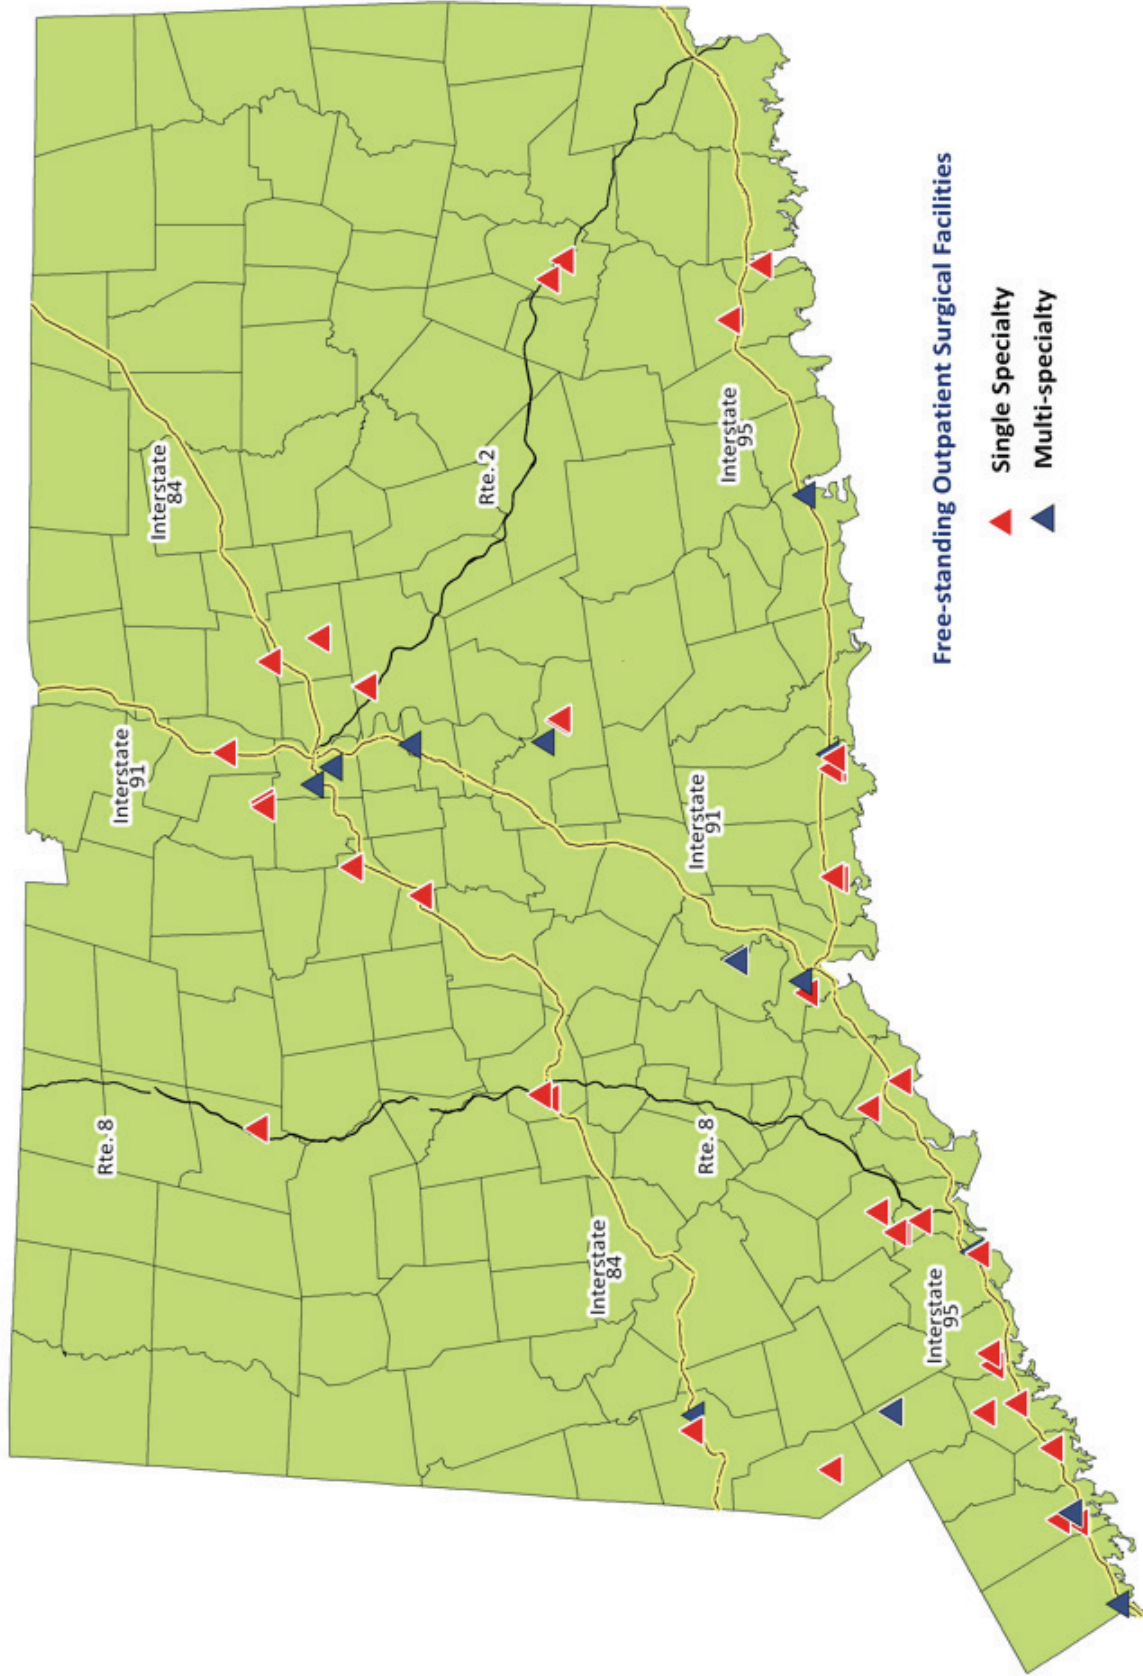 Rte. 8
Interstate
91
Interstate
84
Rte. 2
Interstate
84
Rte. 8
Interstate
91
Interstate
95
Interstate
95
Free-standing Outpatient Surgical Facilities
Single Specialty
Multi-specialty